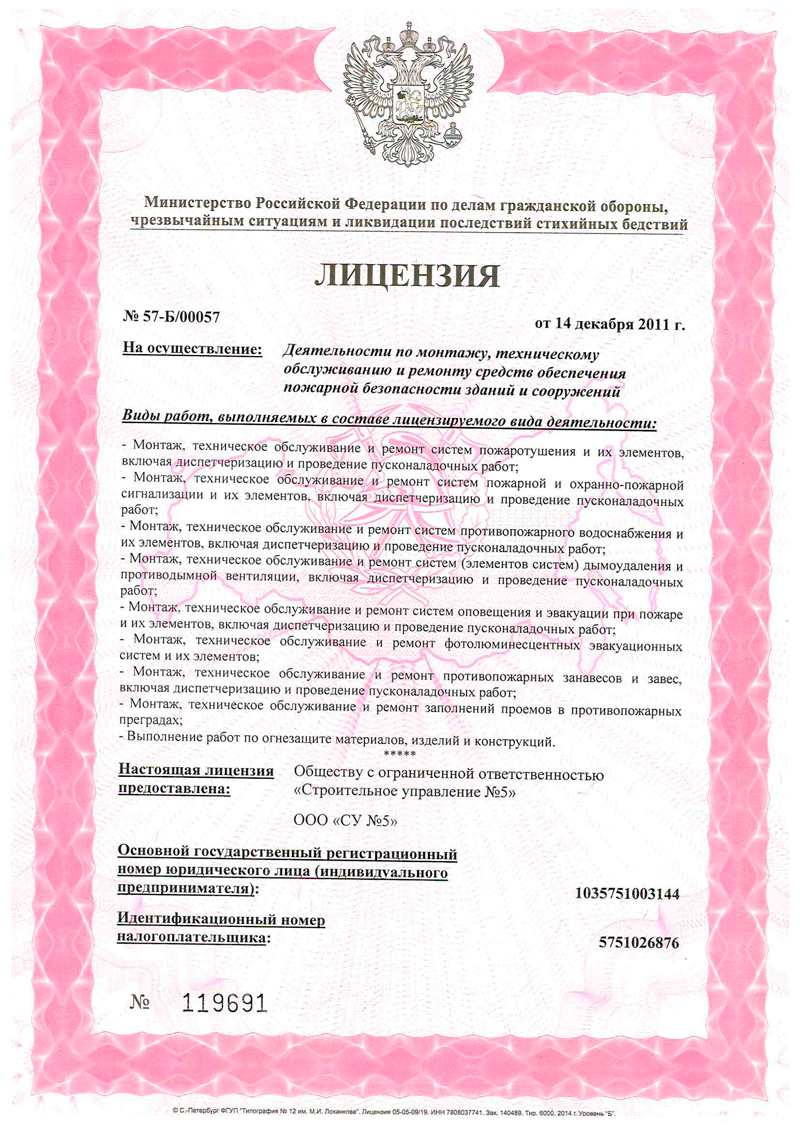 Министерство Российской Федерации по делам гражданской обороны,
чрезвычайным ситуациям и ликвидации последствий стихийных бедствий
ЛИЦЕНЗИЯ
№ 57-Б/00057
от 14 декабря 2011 г.
На осуществление: Деятельности по монтажу, техническому
обслуживанию и ремонту средств обеспечения
пожарной безопасности зданий и сооружений
Виды работ, выполняемых в составе лицензируемого вида деятельности:
- Монтаж, техническое обслуживание и ремонт систем пожаротушения и их элементов,
включая диспетчеризацию и проведение пусконаладочных работ;
- Монтаж, техническое обслуживание и ремонт систем пожарной и охранно-пожарной
сигнализации и их элементов, включая диспетчеризацию и проведение пусконаладочных
работ;
- Монтаж, техническое обслуживание и ремонт систем противопожарного водоснабжения и
их элементов, включая диспетчеризацию и проведение пусконаладочных работ;
- Монтаж, техническое обслуживание и ремонт систем (элементов систем) дымоудаления и
противодымной вентиляции, включая диспетчеризацию и проведение пусконаладочных
работ;
- Монтаж, техническое обслуживание и ремонт систем оповещения и эвакуации при пожаре
и их элементов, включая диспетчеризацию и проведение пусконаладочных работ;
- Монтаж, техническое обслуживание и ремонт фотолюминесцентных эвакуационных
систем и их элементов;
- Монтаж, техническое обслуживание и ремонт противопожарных занавесов и завес,
включая диспетчеризацию и проведение пусконаладочных работ;
- Монтаж, техническое обслуживание и ремонт заполнений проемов в противопожарных
преградах;
- Выполнение работ по огнезащите материалов, изделий и конструкций.
*****
Настоящая лицензия Обществу с ограниченной ответственностью
предоставлена: «Строительное управление №5»
ООО «СУ №5»
Основной государственный регистрационный
номер юридического лица (индивидуального
предпринимателя): 1035751003144
Идентификационный номер
налогоплательщика: 5751026876
№ 119691
© С.-Петербург ФГУП "Типография № 12 им. М.И. Лоханкова". Лицензия 05-05-09/19. ИНН 7808037741. Зак. 140489. Тир. 6000. 2014 г. Уровень "Б".